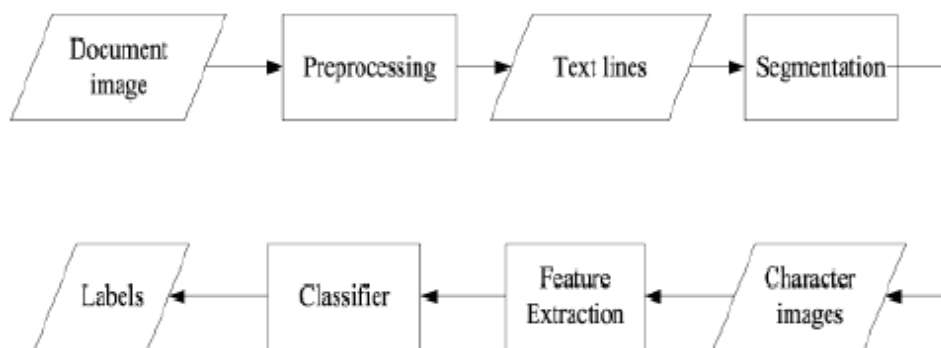 Document
image
Preprocessing
Text lines
Segmentation
Labels
Classifier
Feature
Extraction
Character
images